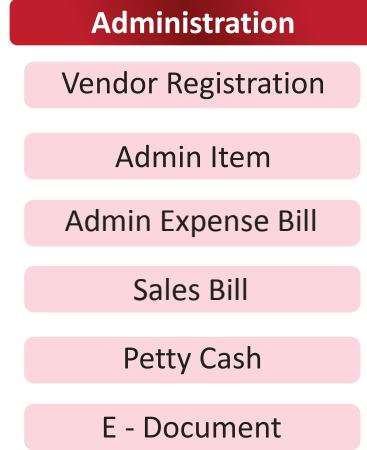 Administration
Vendor Registration
Admin Item
Admin Expense Bill
Sales Bill
Petty Cash
E - Document